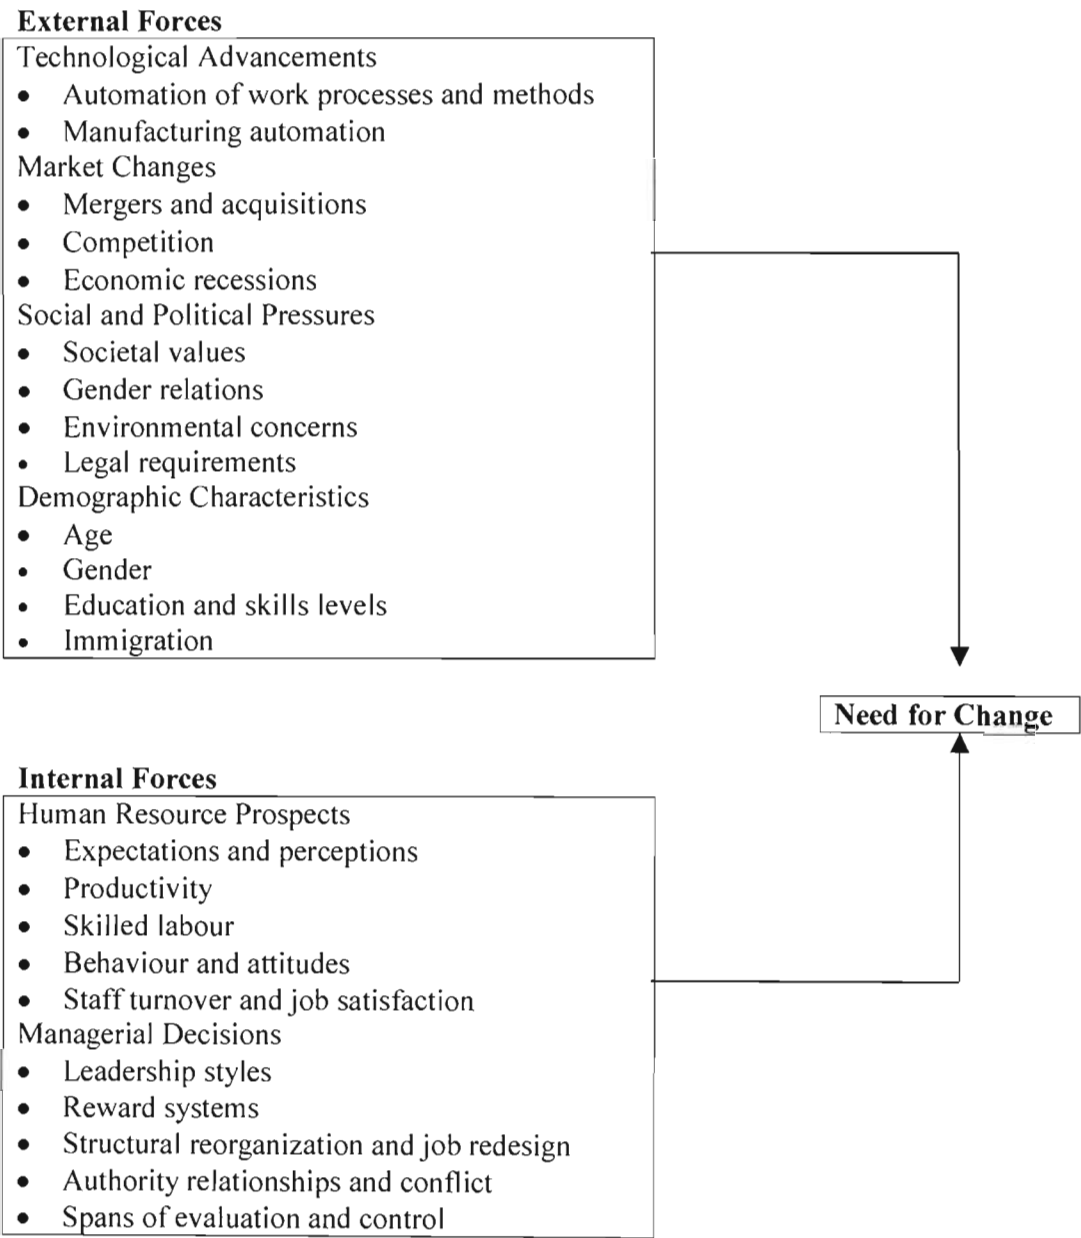 External Forces
Technological Advancements
• Automation of work processes and methods
• Manufacturing automation
Market Changes
• Mergers and acquisitions
• Competition
• Economic recessions
Social and Political Pressures
• Societal values
• Gender relations
• Environmental concerns
• Legal requirements
Demographic Characteristics
• Age
• Gender
• Education and skills levels
• Immigration
Need for Change
Internal Forces
Human Resource Prospects
• Expectations and perceptions
• Productivity
• Skilled labour
• Behaviour and attitudes
• Staff turnover and job satisfaction
Managerial Decisions
• Leadership styles
• Reward systems
• Structural reorganization and job redesign
• Authority relationships and conflict
• Spans of evaluation and control